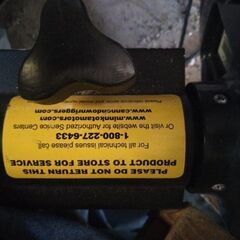 PLEASE DO NOT RETURN THIS
PRODUCT TO STORE FOR SERVICE
For all technical issues please call,
1-800-227-6433
Or visit the website for Authorized Service Centers
www.minnkotamotors.com
www.cannondownriggers.com
Please